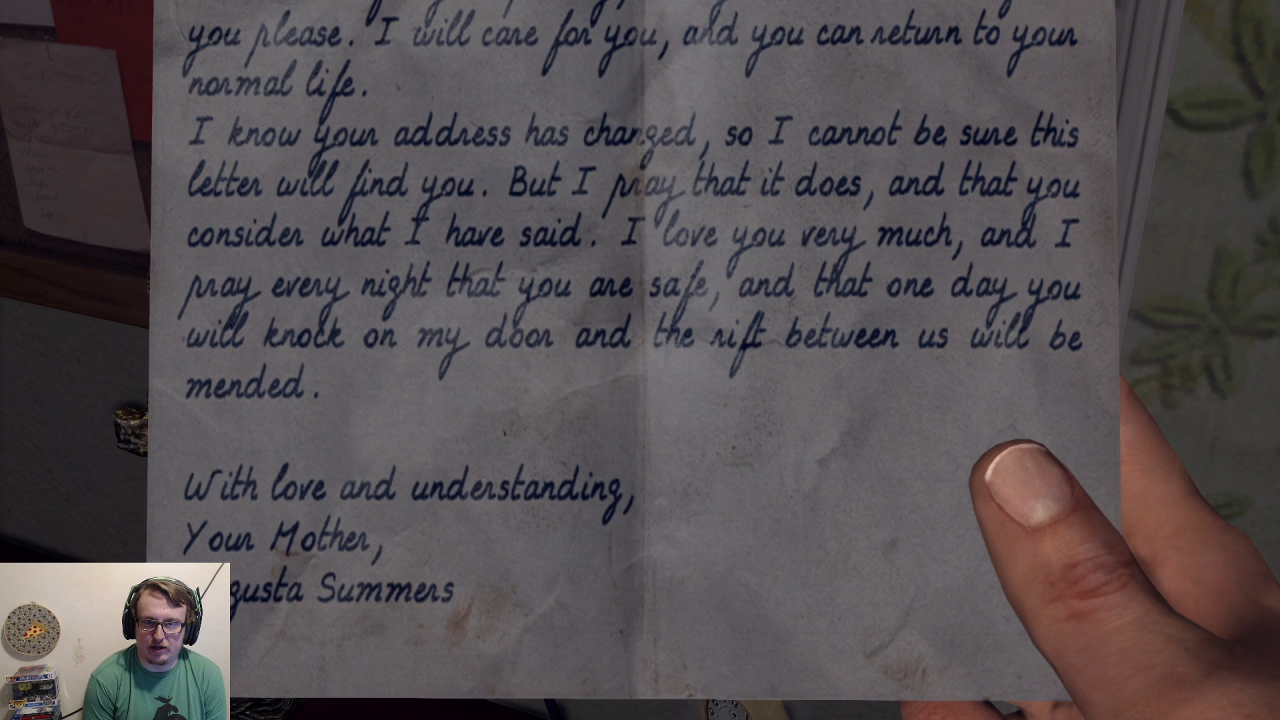 you please. I will care for you, and you can return to your
normal life.
I know your address has changed, so I cannot be sure this
letter will find you. But I pray that it does, and that you
consider what I have said. I love you very much, and I
pray every night that you are safe, and that one day you
will knock on my door and the rift between us will be
mended.
With love and understanding,
Your Mother,
gusta Summers